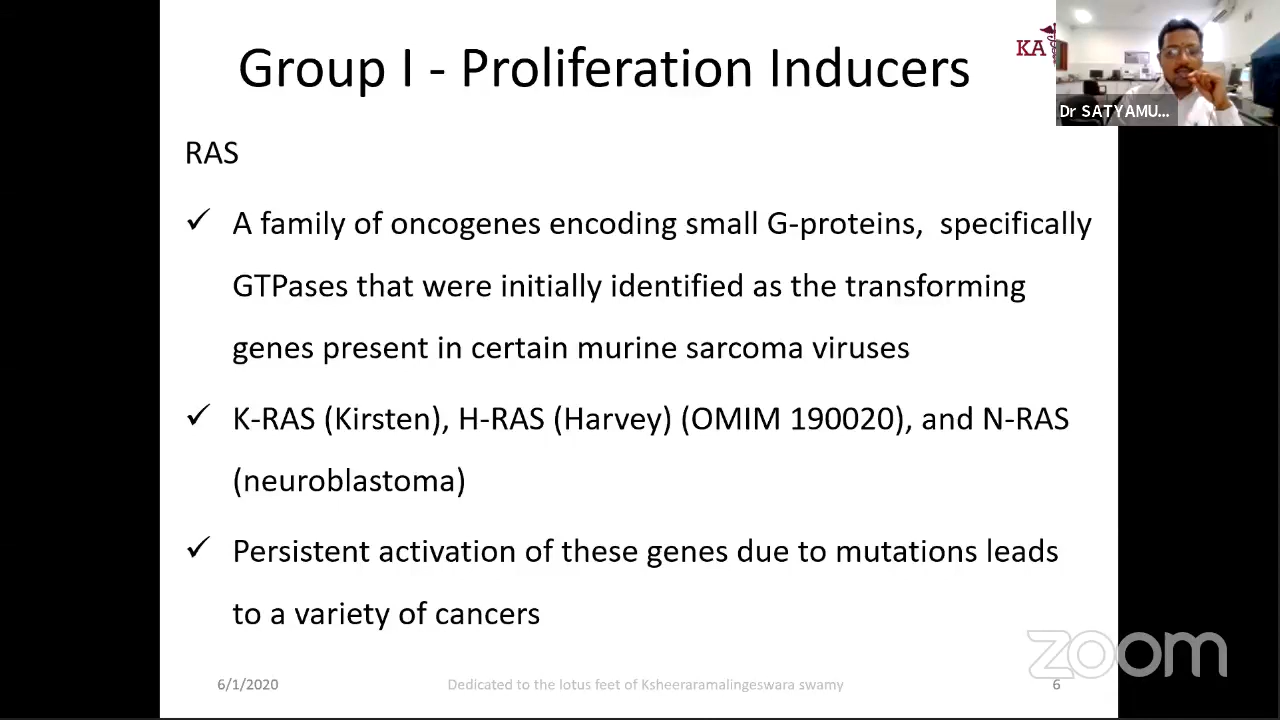 Group I - Proliferation Inducers
KA
Dr SATYAMU...
RAS
✓ A family of oncogenes encoding small G-proteins, specifically
GTPases that were initially identified as the transforming
genes present in certain murine sarcoma viruses
✓ K-RAS (Kirsten), H-RAS (Harvey) (OMIM 190020), and N-RAS
(neuroblastoma)
✓ Persistent activation of these genes due to mutations leads
to a variety of cancers
zoom
6/1/2020
Dedicated to the lotus feet of Ksheeraramalingeswara swamy
6